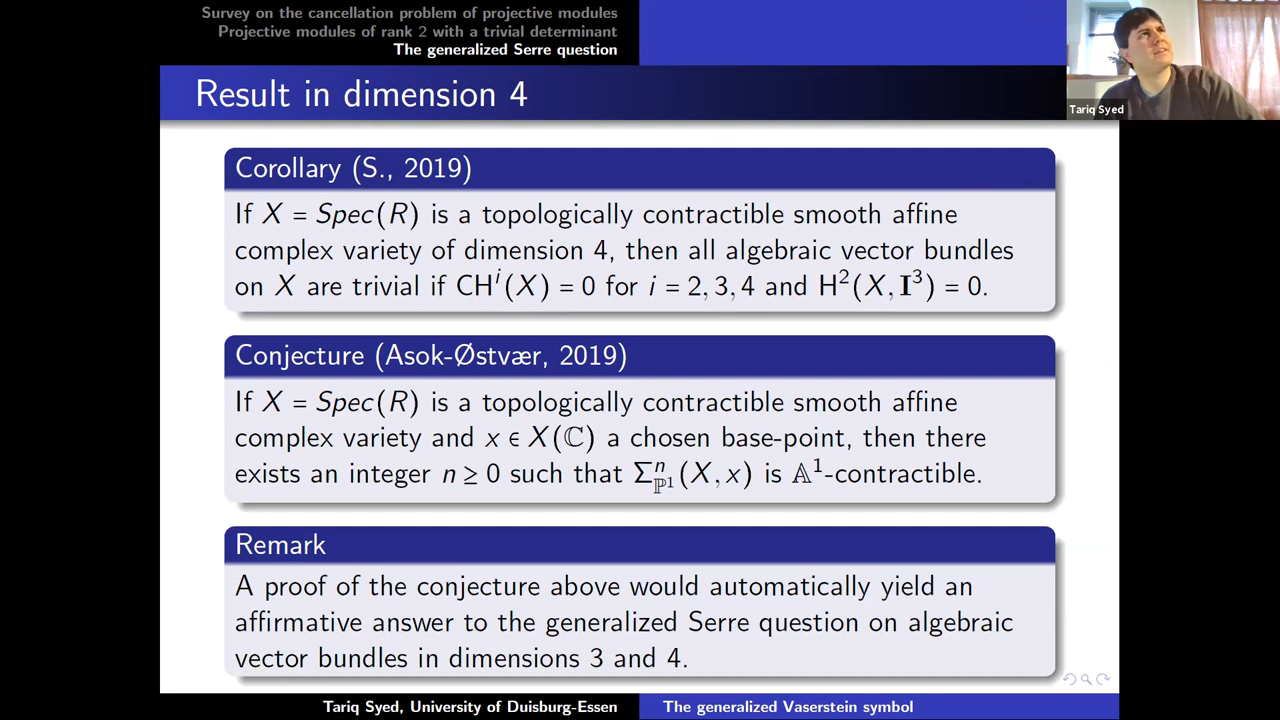 Survey on the cancellation problem of projective modules
Projective modules of rank 2 with a trivial determinant
The generalized Serre question
Result in dimension 4
Tariq Syed
Corollary (S., 2019)
If X = Spec(R) is a topologically contractible smooth affine
complex variety of dimension 4, then all algebraic vector bundles
on X are trivial if CHⁱ(X) = 0 for i = 2, 3, 4 and H²(X, I³) = 0.
Conjecture (Asok-Østvær, 2019)
If X = Spec(R) is a topologically contractible smooth affine
complex variety and x ∈ X(ℂ) a chosen base-point, then there
exists an integer n ≥ 0 such that Σⁿ_ℙ¹(X, x) is 𝔸¹-contractible.
Remark
A proof of the conjecture above would automatically yield an
affirmative answer to the generalized Serre question on algebraic
vector bundles in dimensions 3 and 4.
Tariq Syed, University of Duisburg-Essen
The generalized Vaserstein symbol